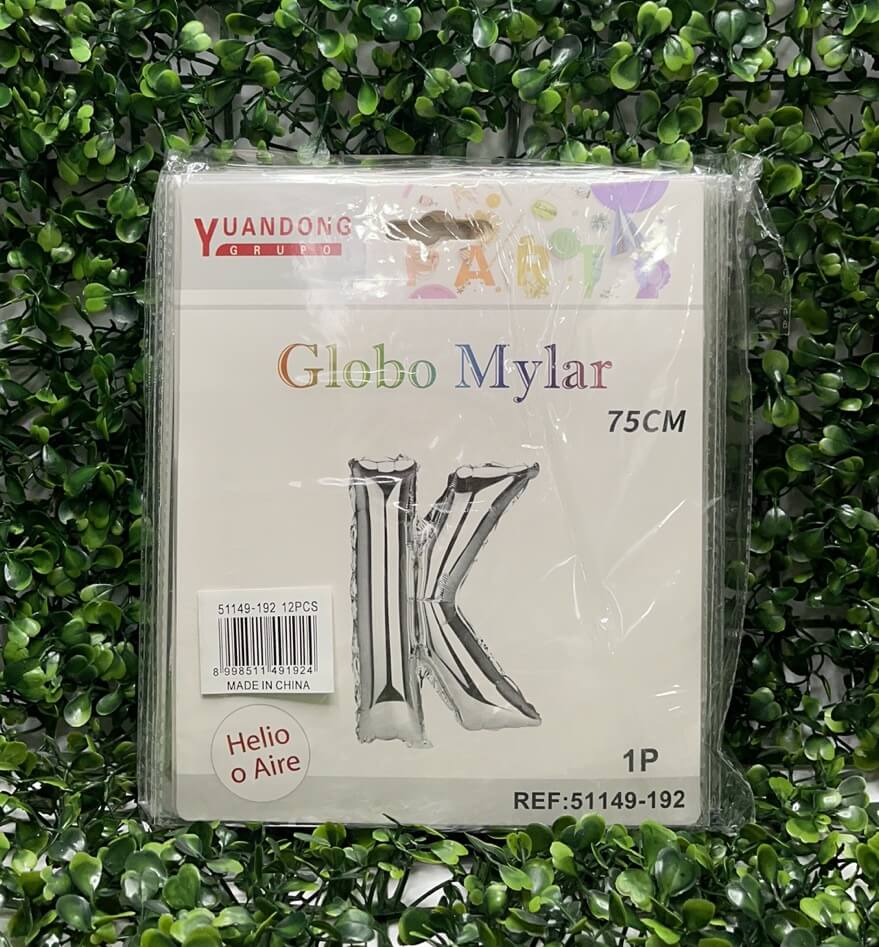 YUANDONG
GRUPO
PARTY
Globo Mylar
75CM
K
51149-192 12PCS
8 998511 491924
MADE IN CHINA
Helio
o Aire
1P
REF:51149-192